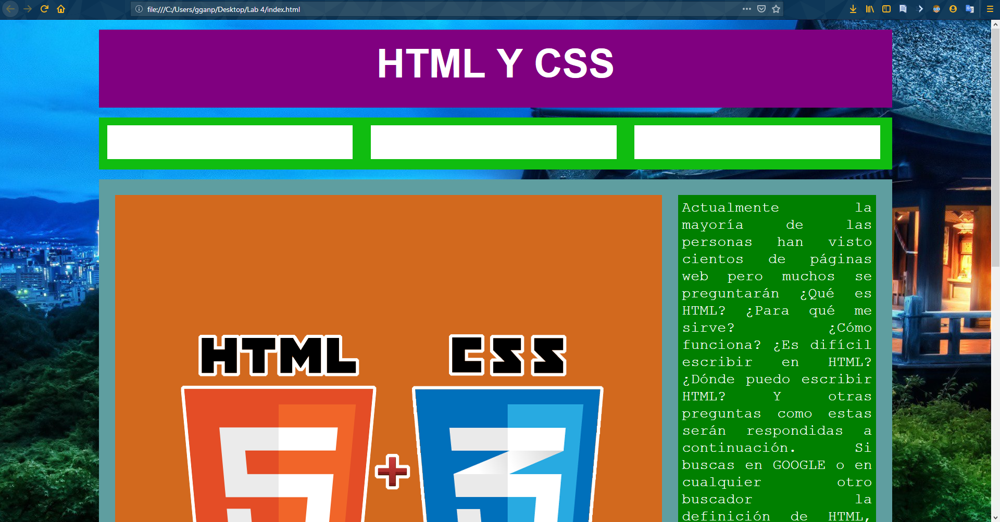 file:///C:/Users/gganp/Desktop/Lab 4/index.html
HTML Y CSS
HTML
CSS
Actualmente la
mayoría de las
personas han visto
cientos de páginas
web pero muchos se
preguntarán ¿Qué es
HTML? ¿Para qué me
sirve? ¿Cómo
funciona? ¿Es difícil
escribir en HTML?
¿Dónde puedo escribir
HTML? Y otras
preguntas como estas
serán respondidas a
continuación. Si
buscas en GOOGLE o en
cualquier otro
buscador la
definición de HTML,